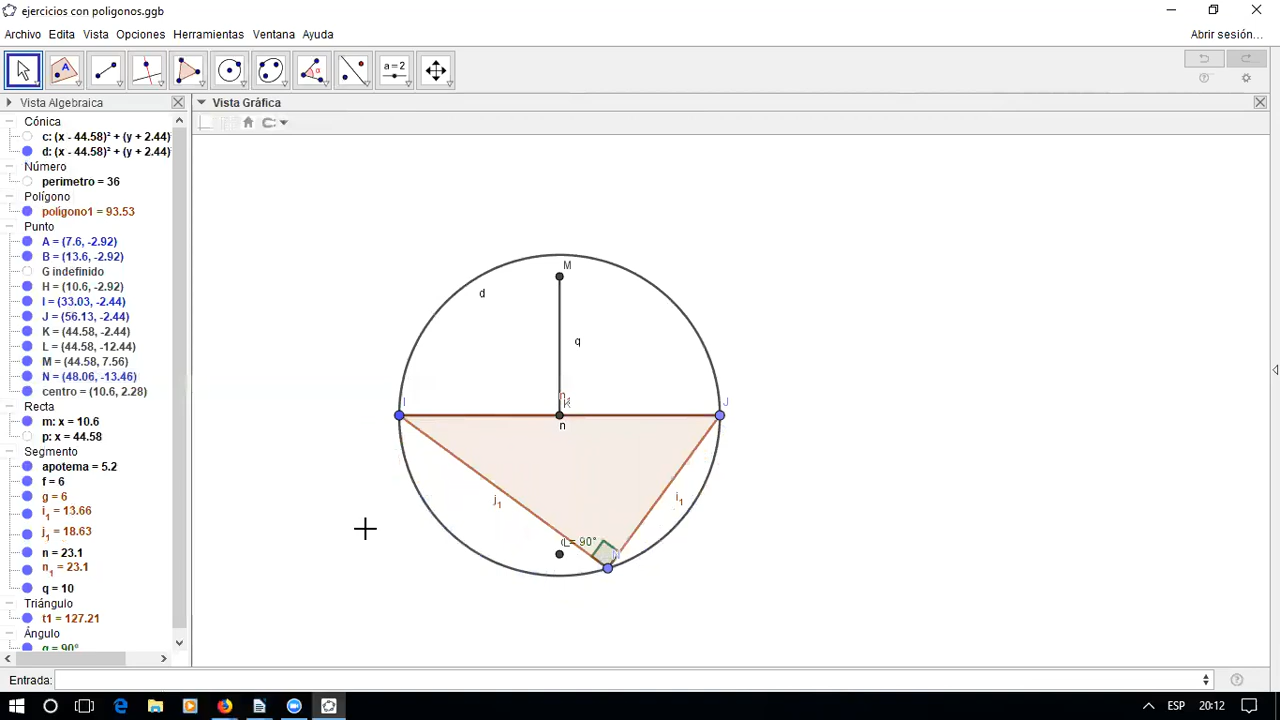 ejercicios con poligonos.ggb
Archivo Edita Vista Opciones Herramientas Ventana Ayuda
Abrir sesión...
A
α
a=2
Vista Algebraica
Vista Gráfica
Cónica
c: (x - 44.58)² + (y + 2.44)
d: (x - 44.58)² + (y + 2.44)
Número
perimetro = 36
Polígono
polígono1 = 93.53
Punto
A = (7.6, -2.92)
B = (13.6, -2.92)
G indefinido
H = (10.6, -2.92)
I = (33.03, -2.44)
J = (56.13, -2.44)
K = (44.58, -2.44)
L = (44.58, -12.44)
M = (44.58, 7.56)
N = (48.06, -13.46)
centro = (10.6, 2.28)
Recta
m: x = 10.6
p: x = 44.58
Segmento
apotema = 5.2
f = 6
g = 6
i₁ = 13.66
j₁ = 18.63
n = 23.1
n₁ = 23.1
q = 10
Triángulo
t1 = 127.21
Ángulo
α = 90°
M
d
q
I
K
J
n
j₁
i₁
L
= 90°
Entrada:
ESP
20:12